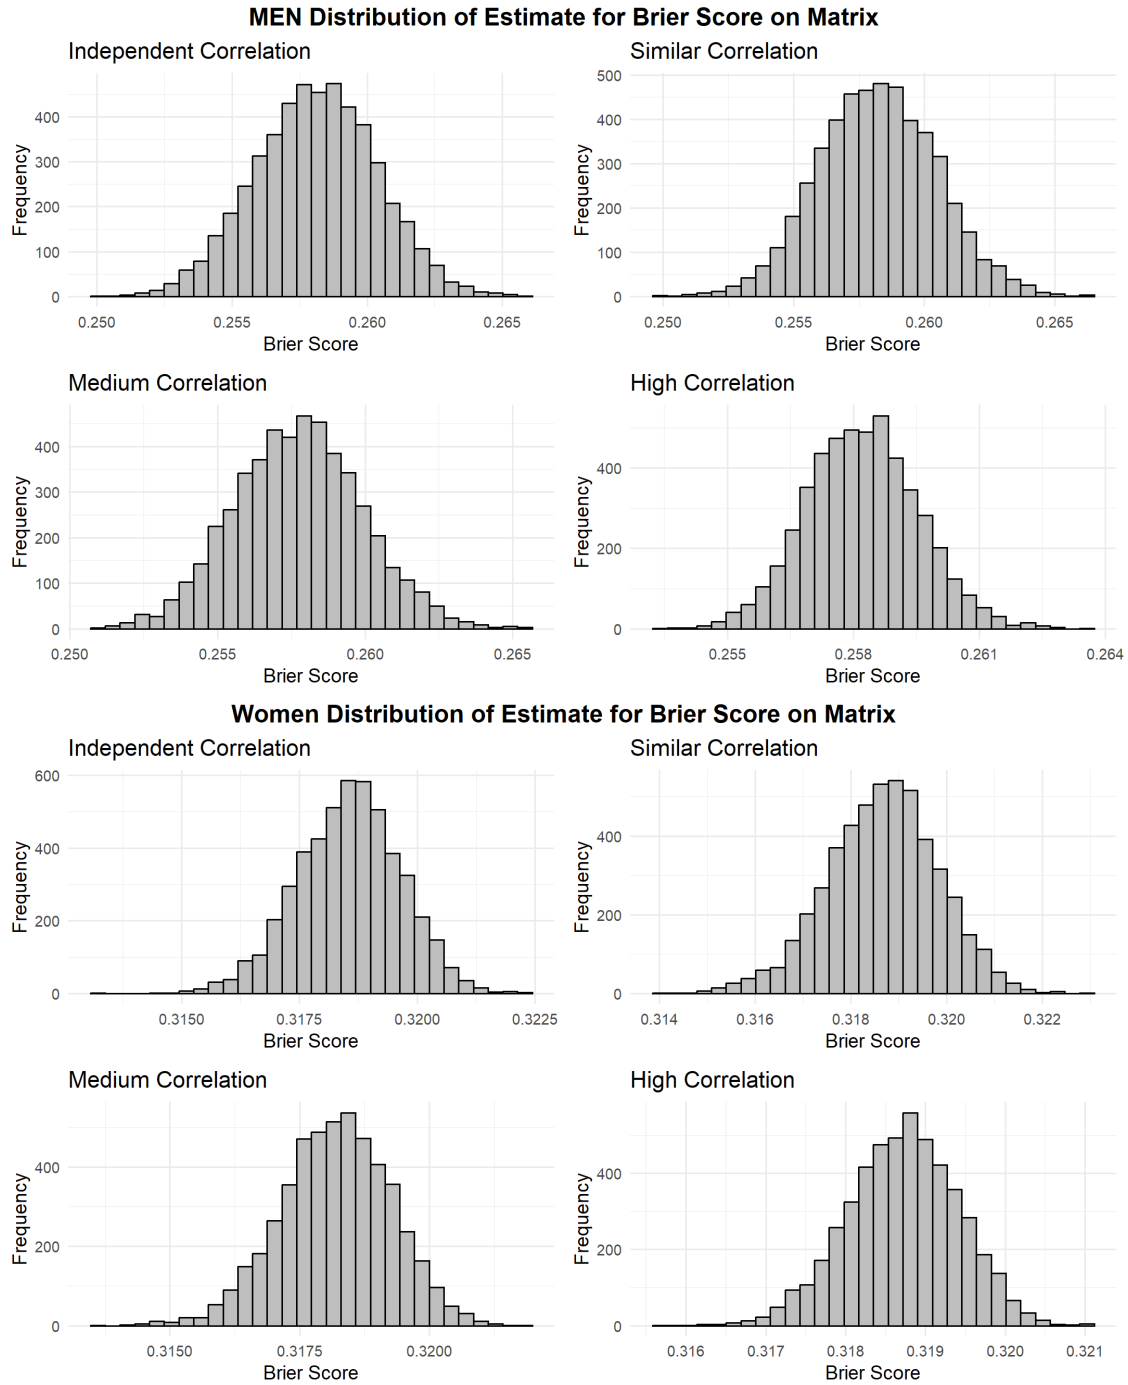 MEN Distribution of Estimate for Brier Score on Matrix
Independent Correlation
Frequency
400
300
200
100
0
0.250 0.255 0.260 0.265
Brier Score
Similar Correlation
Frequency
500
400
300
200
100
0
0.250 0.255 0.260 0.265
Brier Score
Medium Correlation
Frequency
400
300
200
100
0
0.250 0.255 0.260 0.265
Brier Score
High Correlation
Frequency
400
200
0
0.255 0.258 0.261 0.264
Brier Score
Women Distribution of Estimate for Brier Score on Matrix
Independent Correlation
Frequency
600
400
200
0
0.3150 0.3175 0.3200 0.3225
Brier Score
Similar Correlation
Frequency
400
200
0
0.314 0.316 0.318 0.320 0.322
Brier Score
Medium Correlation
Frequency
400
200
0
0.3150 0.3175 0.3200
Brier Score
High Correlation
Frequency
400
200
0
0.316 0.317 0.318 0.319 0.320 0.321
Brier Score